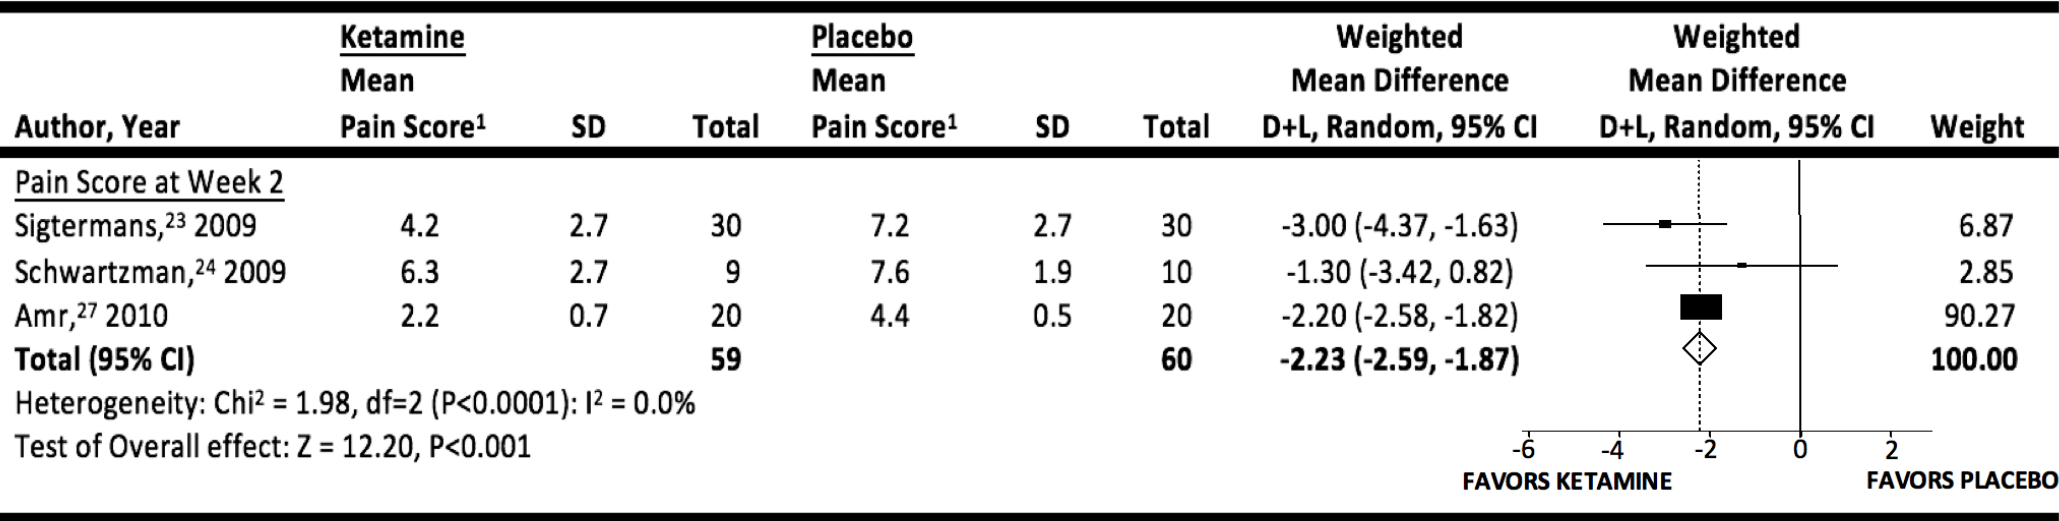 Ketamine Placebo Weighted Weighted
Mean Mean Mean Difference Mean Difference
Author, Year Pain Score¹ SD Total Pain Score¹ SD Total D+L, Random, 95% CI D+L, Random, 95% CI Weight
Pain Score at Week 2
Sigtermans,²³ 2009 4.2 2.7 30 7.2 2.7 30 -3.00 (-4.37, -1.63) 6.87
Schwartzman,²⁴ 2009 6.3 2.7 9 7.6 1.9 10 -1.30 (-3.42, 0.82) 2.85
Amr,²⁷ 2010 2.2 0.7 20 4.4 0.5 20 -2.20 (-2.58, -1.82) 90.27
Total (95% CI) 59 60 -2.23 (-2.59, -1.87) 100.00
Heterogeneity: Chi² = 1.98, df=2 (P<0.0001): I² = 0.0%
Test of Overall effect: Z = 12.20, P<0.001
-6 -4 -2 0 2
FAVORS KETAMINE FAVORS PLACEBO